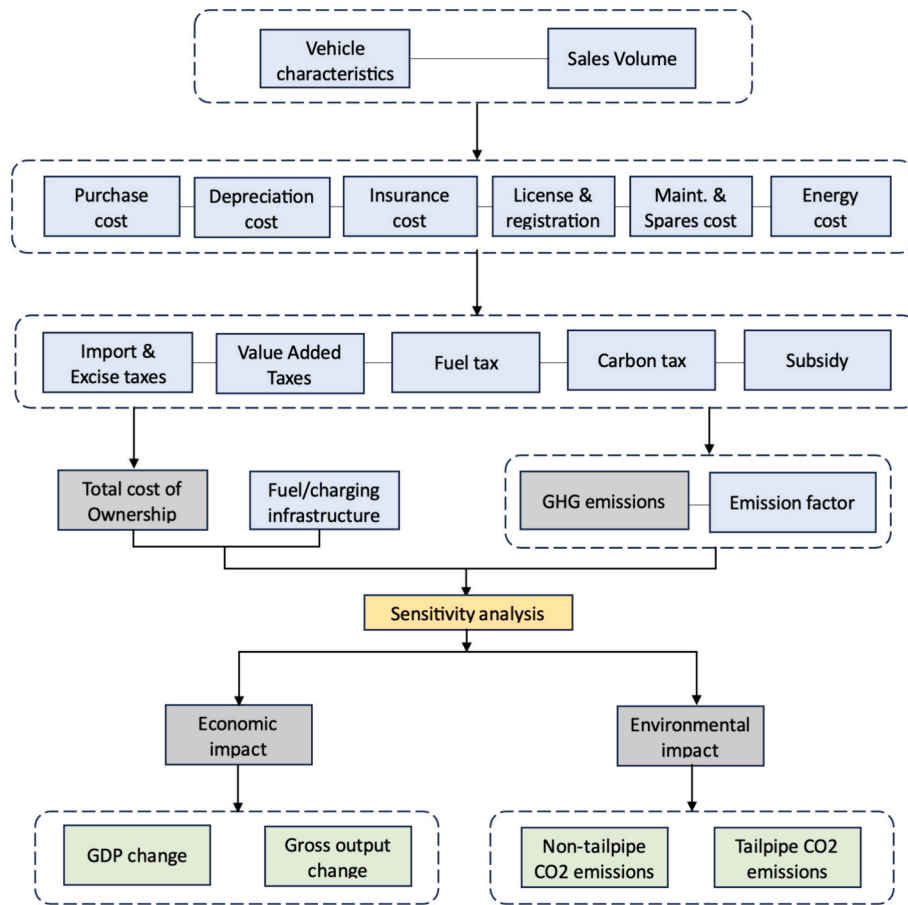 Vehicle
characteristics
Sales Volume
Purchase
cost
Depreciation
cost
Insurance
cost
License &
registration
Maint. &
Spares cost
Energy
cost
Import &
Excise taxes
Value Added
Taxes
Fuel tax
Carbon tax
Subsidy
Total cost of
Ownership
Fuel/charging
infrastructure
GHG emissions
Emission factor
Sensitivity analysis
Economic
impact
Environmental
impact
GDP change
Gross output
change
Non-tailpipe
CO2 emissions
Tailpipe CO2
emissions